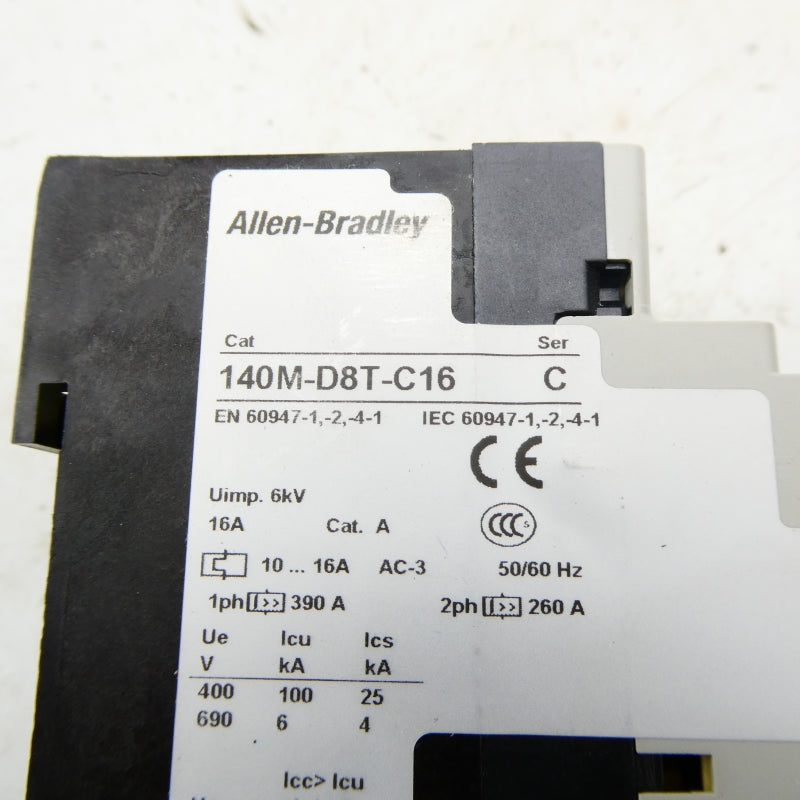 Allen-Bradley
Cat Ser
140M-D8T-C16 C
EN 60947-1,-2,-4-1 IEC 60947-1,-2,-4-1
CE
Uimp. 6kV
16A Cat. A CCC S
10 ... 16A AC-3 50/60 Hz
1ph >> 390 A 2ph >> 260 A
Ue Icu Ics
V kA kA
400 100 25
690 6 4
Icc> Icu